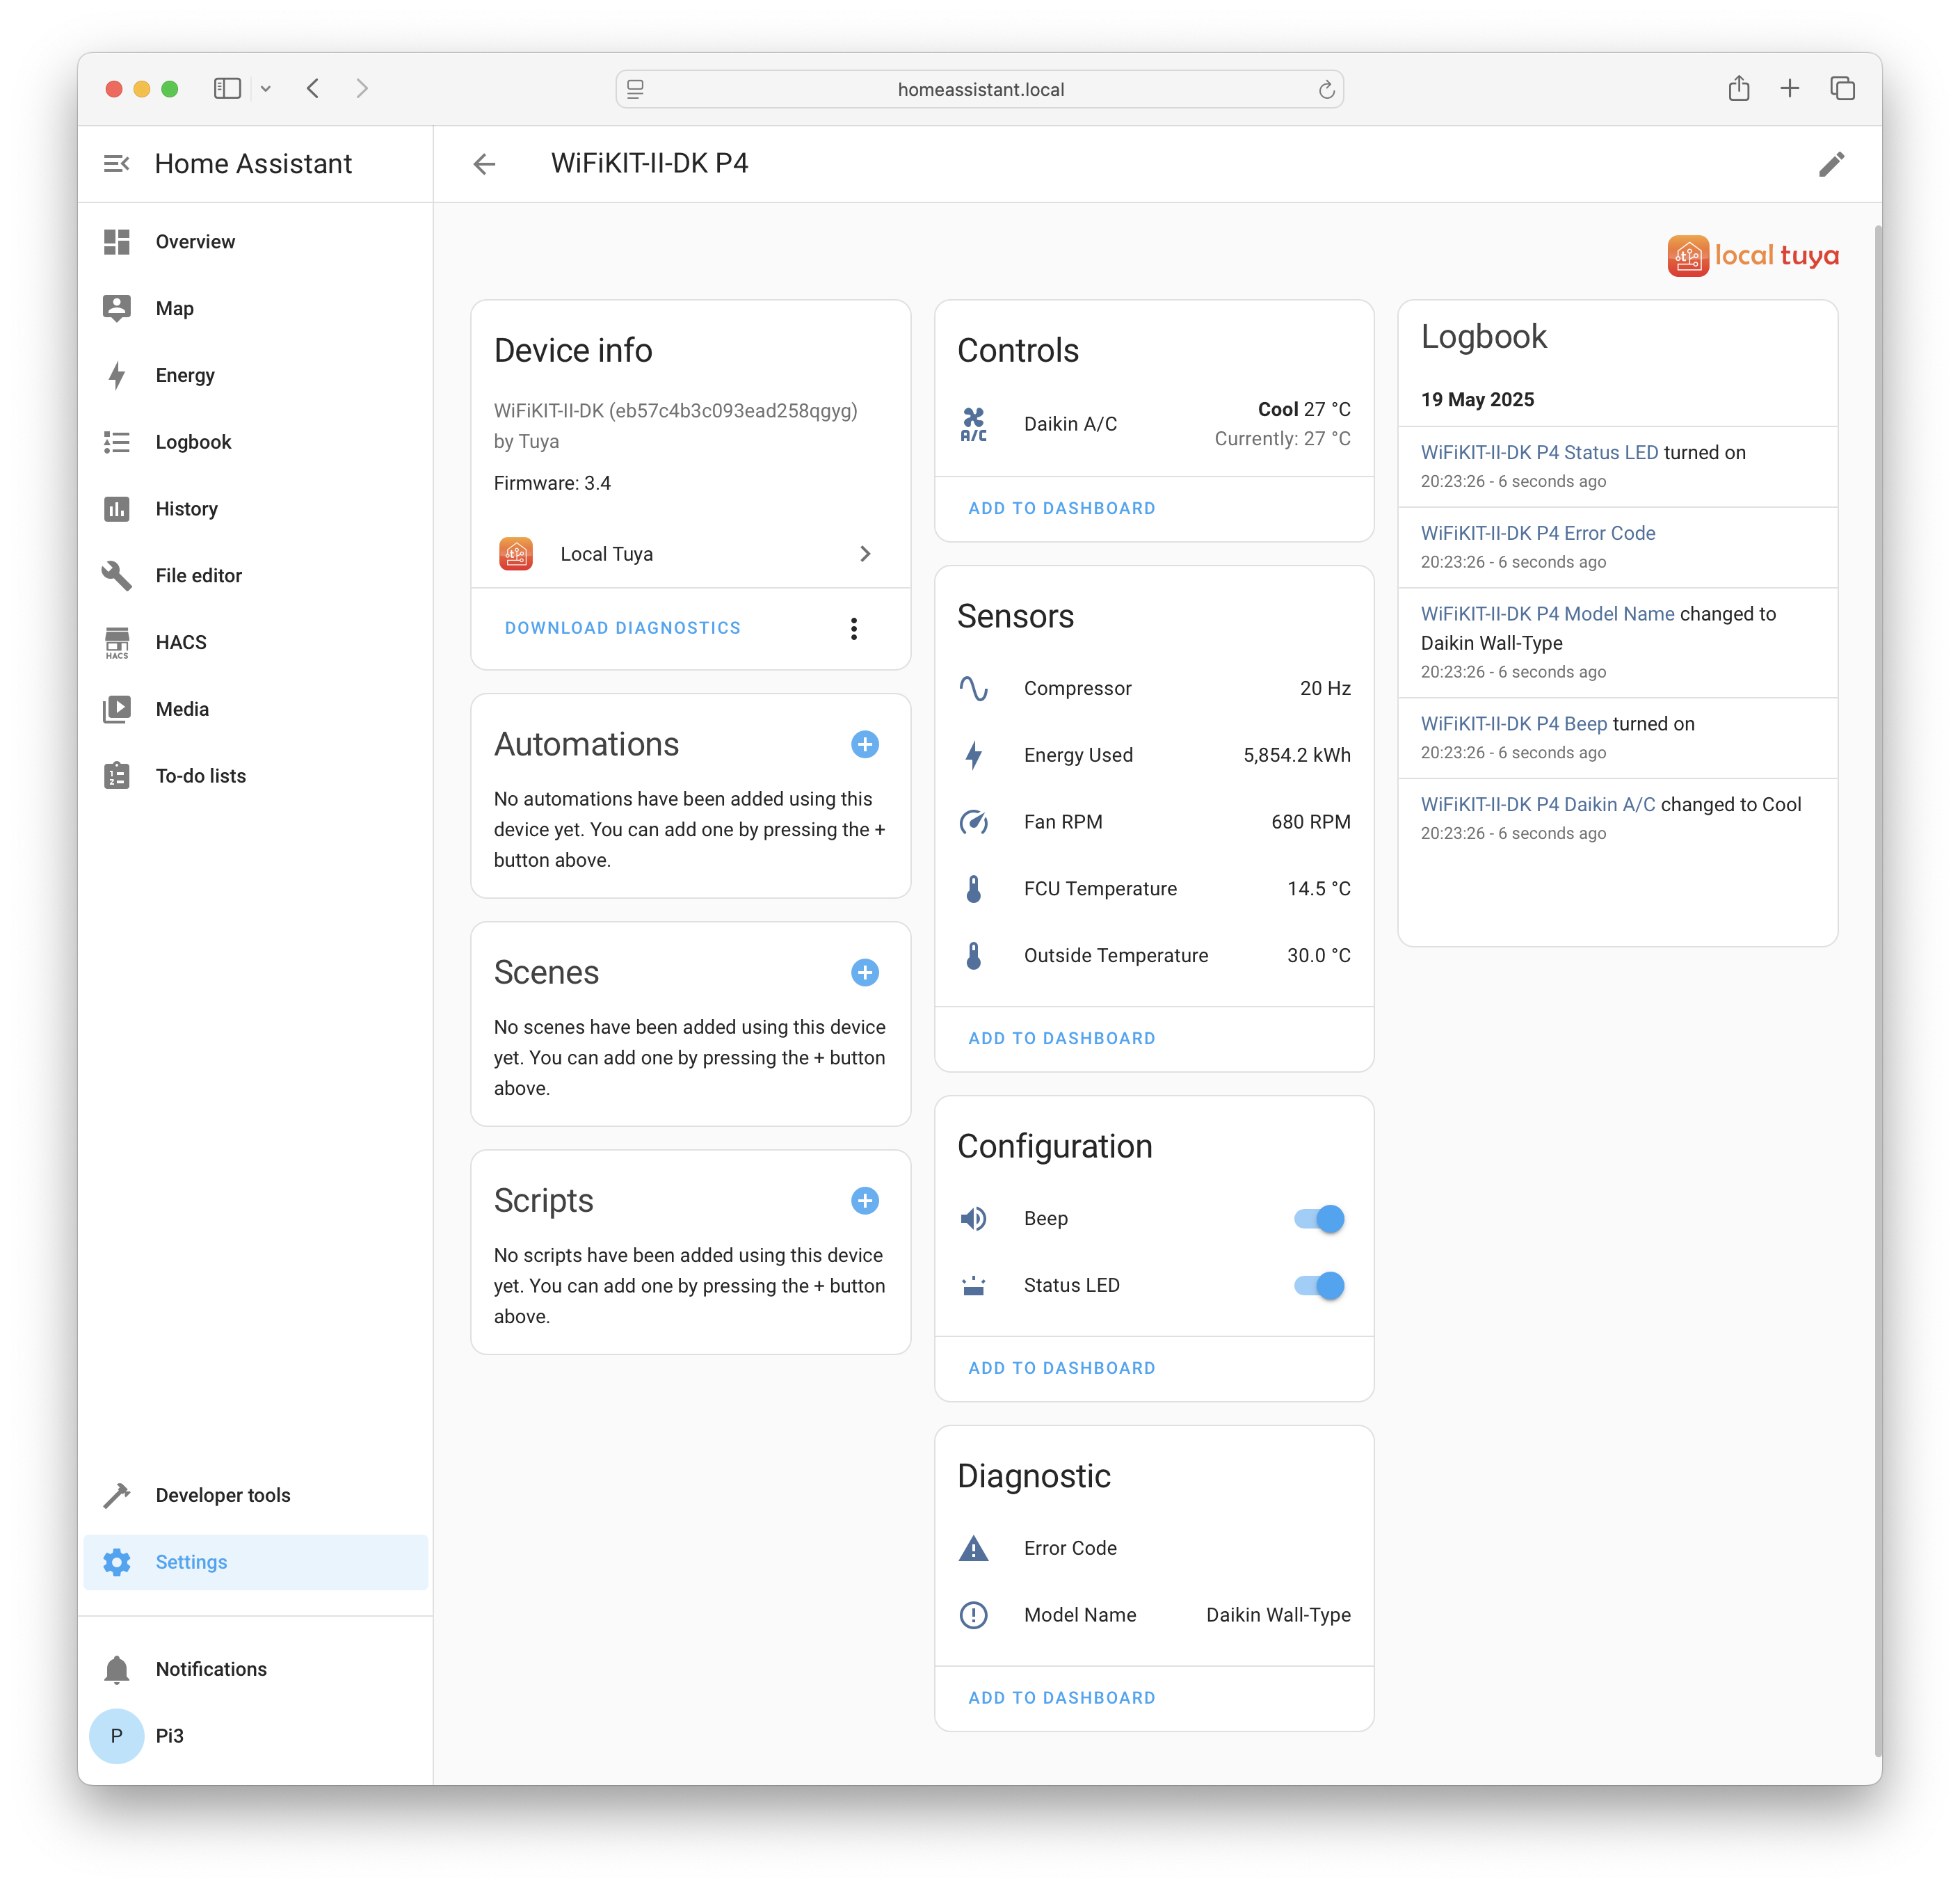 homeassistant.local
Home Assistant
WiFiKIT-II-DK P4
Overview
Map
Energy
Logbook
History
File editor
HACS
HACS
Media
To-do lists
Developer tools
Settings
Notifications
P
Pi3
local tuya
Device info
WiFiKIT-II-DK (eb57c4b3c093ead258qgyg)
by Tuya
Firmware: 3.4
Local Tuya
DOWNLOAD DIAGNOSTICS
Automations
No automations have been added using this
device yet. You can add one by pressing the +
button above.
Scenes
No scenes have been added using this device
yet. You can add one by pressing the + button
above.
Scripts
No scripts have been added using this device
yet. You can add one by pressing the + button
above.
Controls
A/C
Daikin A/C
Cool 27 °C
Currently: 27 °C
ADD TO DASHBOARD
Sensors
Compressor 20 Hz
Energy Used 5,854.2 kWh
Fan RPM 680 RPM
FCU Temperature 14.5 °C
Outside Temperature 30.0 °C
ADD TO DASHBOARD
Configuration
Beep
Status LED
ADD TO DASHBOARD
Diagnostic
Error Code
Model Name Daikin Wall-Type
ADD TO DASHBOARD
Logbook
19 May 2025
WiFiKIT-II-DK P4 Status LED turned on
20:23:26 - 6 seconds ago
WiFiKIT-II-DK P4 Error Code
20:23:26 - 6 seconds ago
WiFiKIT-II-DK P4 Model Name changed to
Daikin Wall-Type
20:23:26 - 6 seconds ago
WiFiKIT-II-DK P4 Beep turned on
20:23:26 - 6 seconds ago
WiFiKIT-II-DK P4 Daikin A/C changed to Cool
20:23:26 - 6 seconds ago